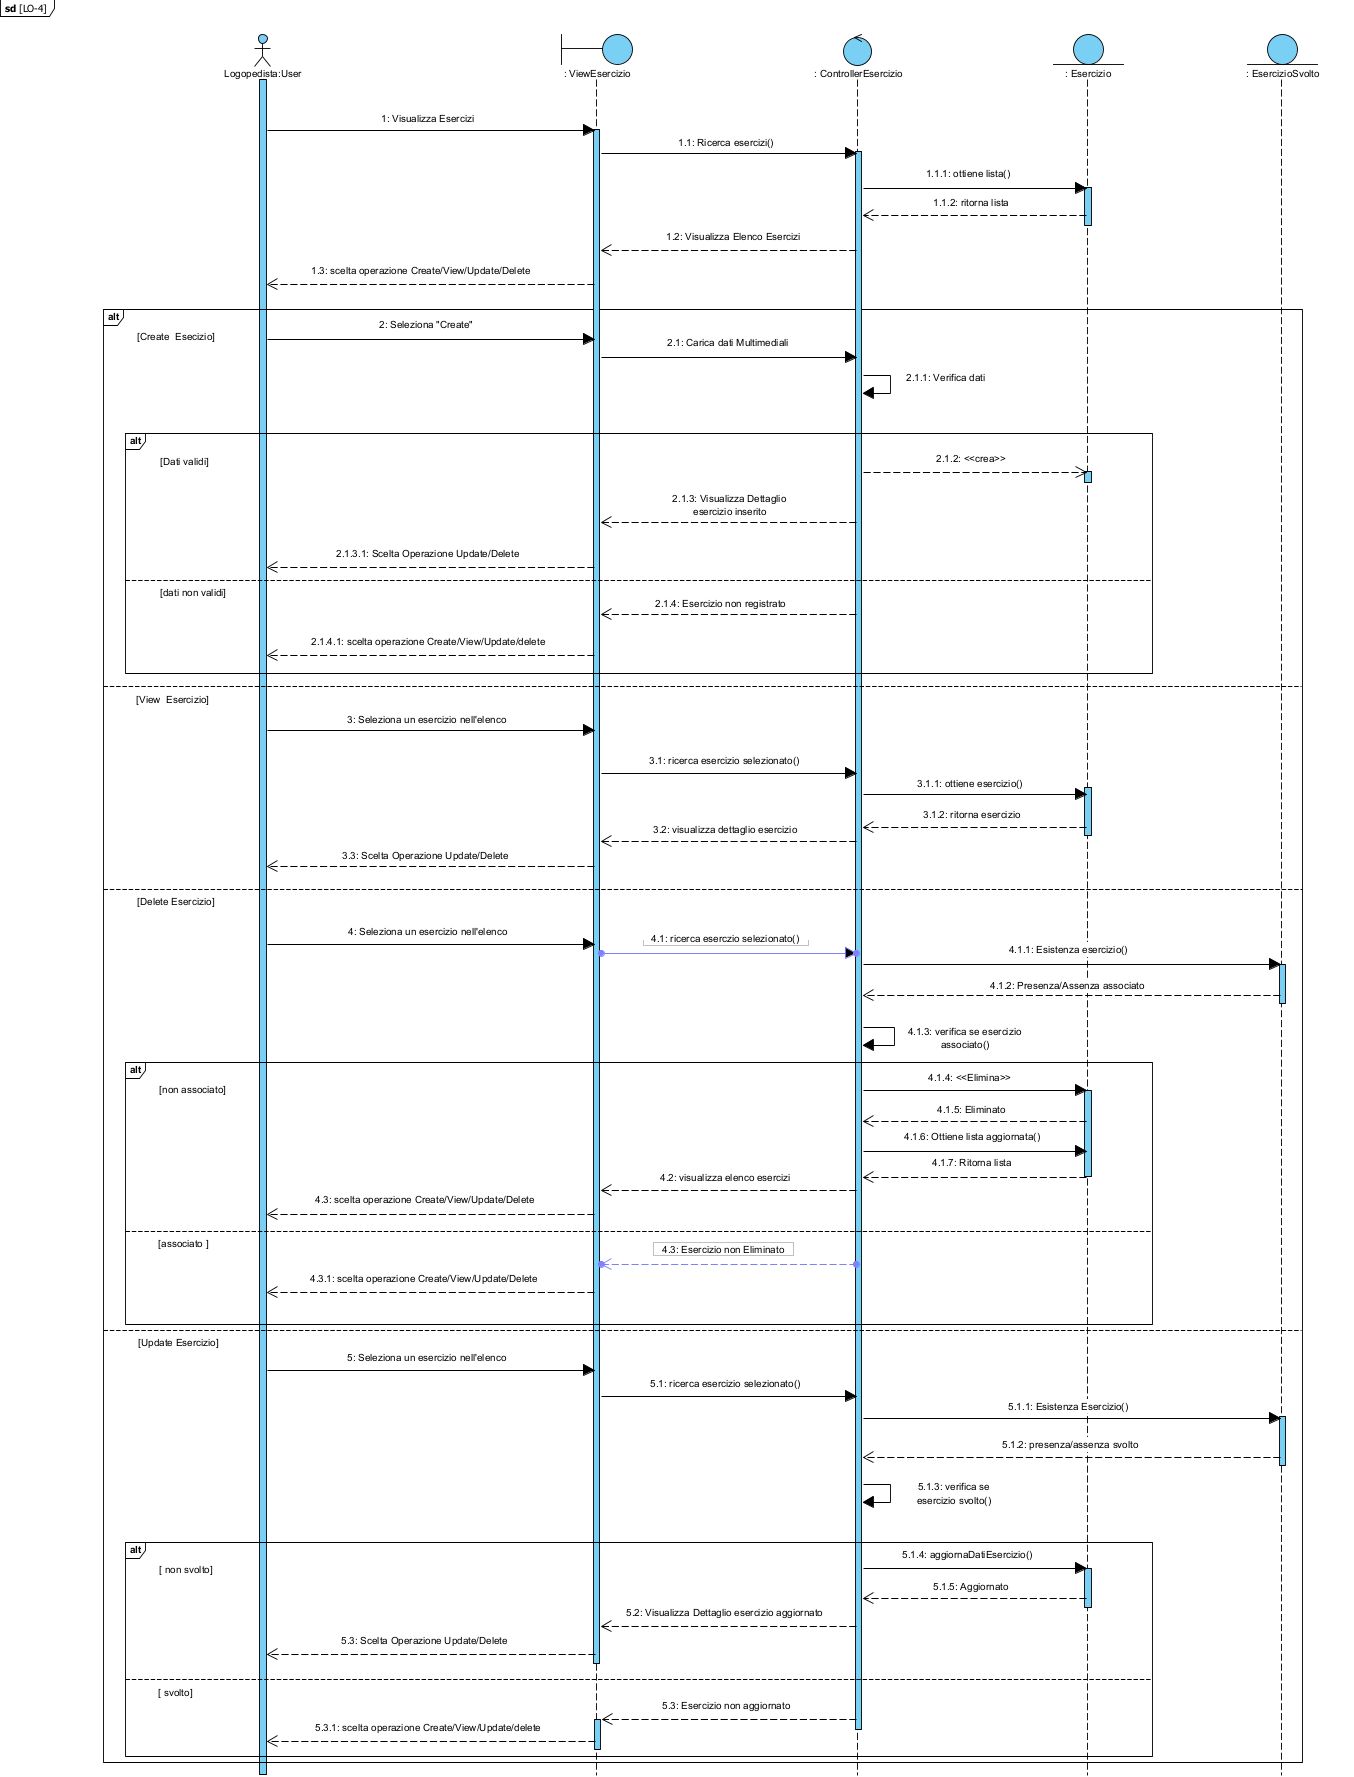 sd [LO-4]
Logopedista:User
: ViewEsercizio
: ControllerEsercizio
: Esercizio
: EsercizioSvolto
1: Visualizza Esercizi
1.1: Ricerca esercizi()
1.1.1: ottiene lista()
1.1.2: ritorna lista
1.2: Visualizza Elenco Esercizi
1.3: scelta operazione Create/View/Update/Delete
alt
[Create Esecizio]
2: Seleziona "Create"
2.1: Carica dati Multimediali
2.1.1: Verifica dati
alt
[Dati validi]
2.1.2: <<crea>>
2.1.3: Visualizza Dettaglio
esercizio inserito
2.1.3.1: Scelta Operazione Update/Delete
[dati non validi]
2.1.4: Esercizio non registrato
2.1.4.1: scelta operazione Create/View/Update/delete
[View Esercizio]
3: Seleziona un esercizio nell'elenco
3.1: ricerca esercizio selezionato()
3.1.1: ottiene esercizio()
3.1.2: ritorna esercizio
3.2: visualizza dettaglio esercizio
3.3: Scelta Operazione Update/Delete
[Delete Esercizio]
4: Seleziona un esercizio nell'elenco
4.1: ricerca eserczio selezionato()
4.1.1: Esistenza esercizio()
4.1.2: Presenza/Assenza associato
4.1.3: verifica se esercizio
associato()
alt
[non associato]
4.1.4: <<Elimina>>
4.1.5: Eliminato
4.1.6: Ottiene lista aggiornata()
4.1.7: Ritorna lista
4.2: visualizza elenco esercizi
4.3: scelta operazione Create/View/Update/Delete
[associato ]
4.3: Esercizio non Eliminato
4.3.1: scelta operazione Create/View/Update/Delete
[Update Esercizio]
5: Seleziona un esercizio nell'elenco
5.1: ricerca esercizio selezionato()
5.1.1: Esistenza Esercizio()
5.1.2: presenza/assenza svolto
5.1.3: verifica se
esercizio svolto()
alt
[ non svolto]
5.1.4: aggiornaDatiEsercizio()
5.1.5: Aggiornato
5.2: Visualizza Dettaglio esercizio aggiornato
5.3: Scelta Operazione Update/Delete
[ svolto]
5.3: Esercizio non aggiornato
5.3.1: scelta operazione Create/View/Update/delete